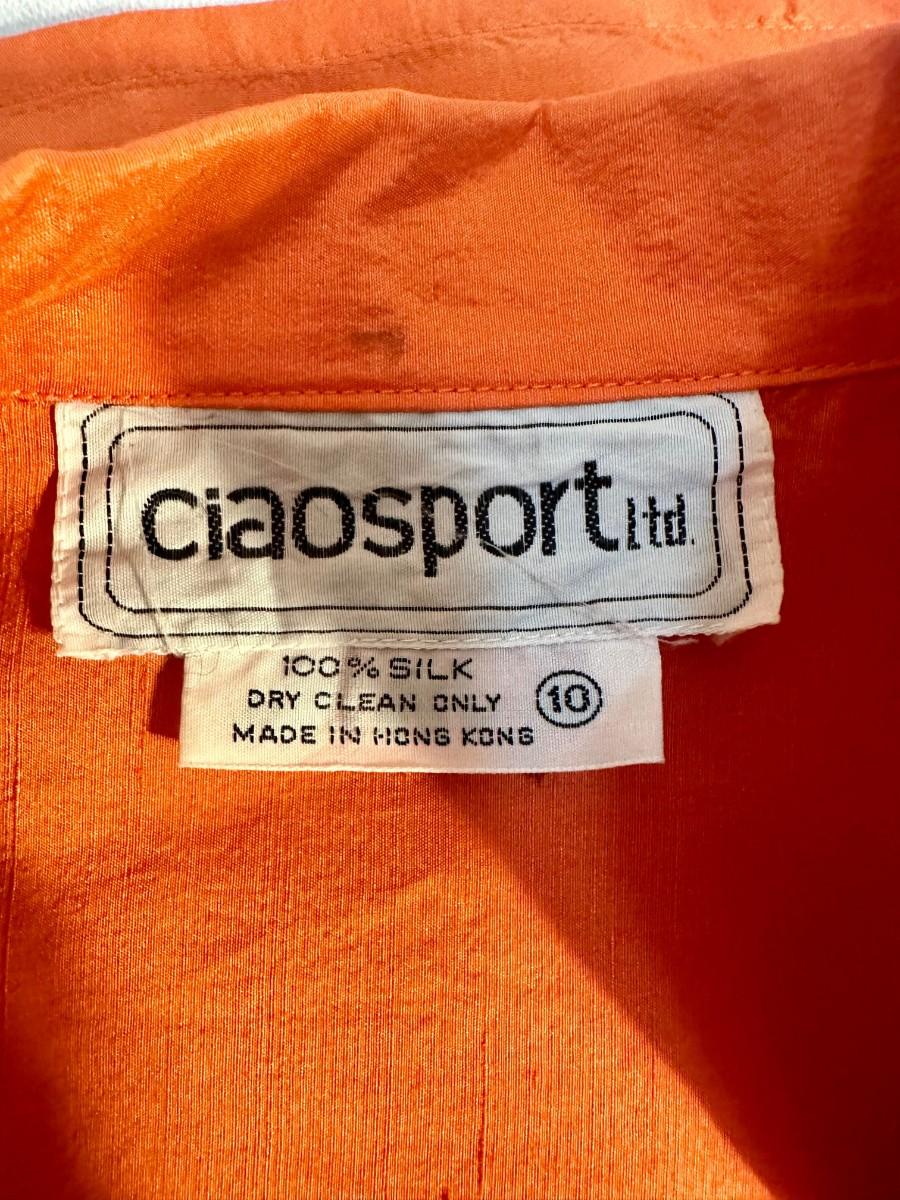 ciaosport ltd.
100% SILK
DRY CLEAN ONLY 10
MADE IN HONG KONG